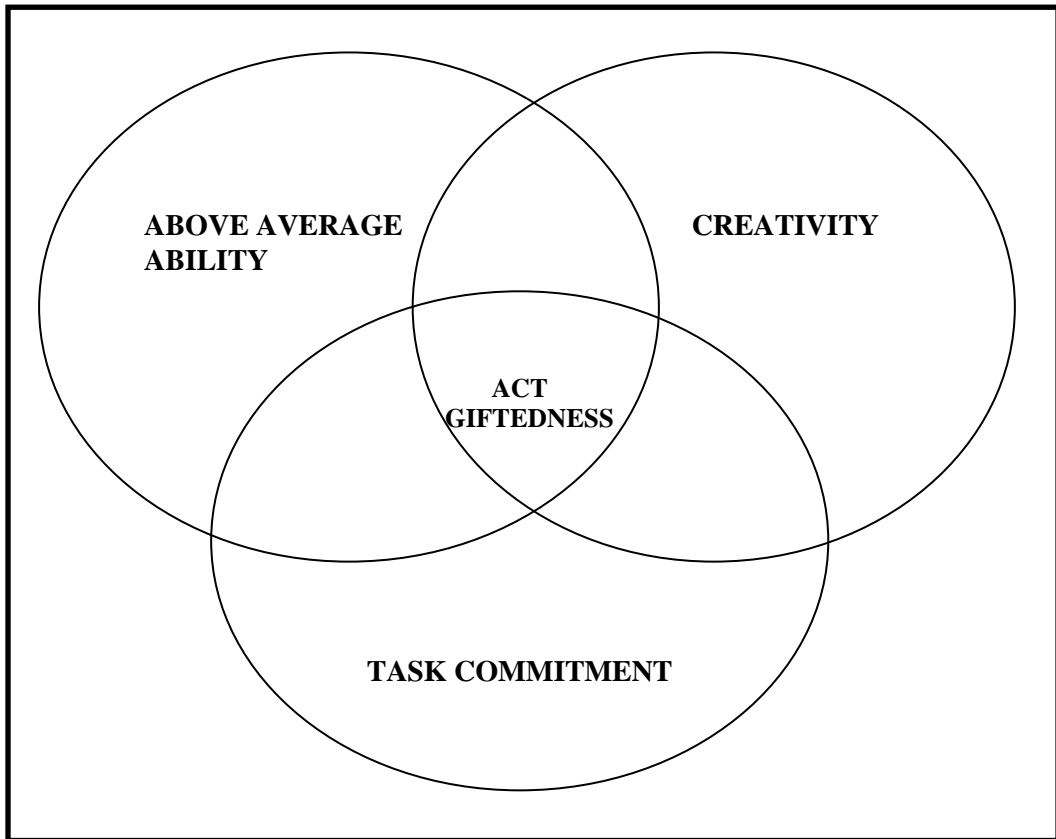 ABOVE AVERAGE
ABILITY
CREATIVITY
ACT
GIFTEDNESS
TASK COMMITMENT